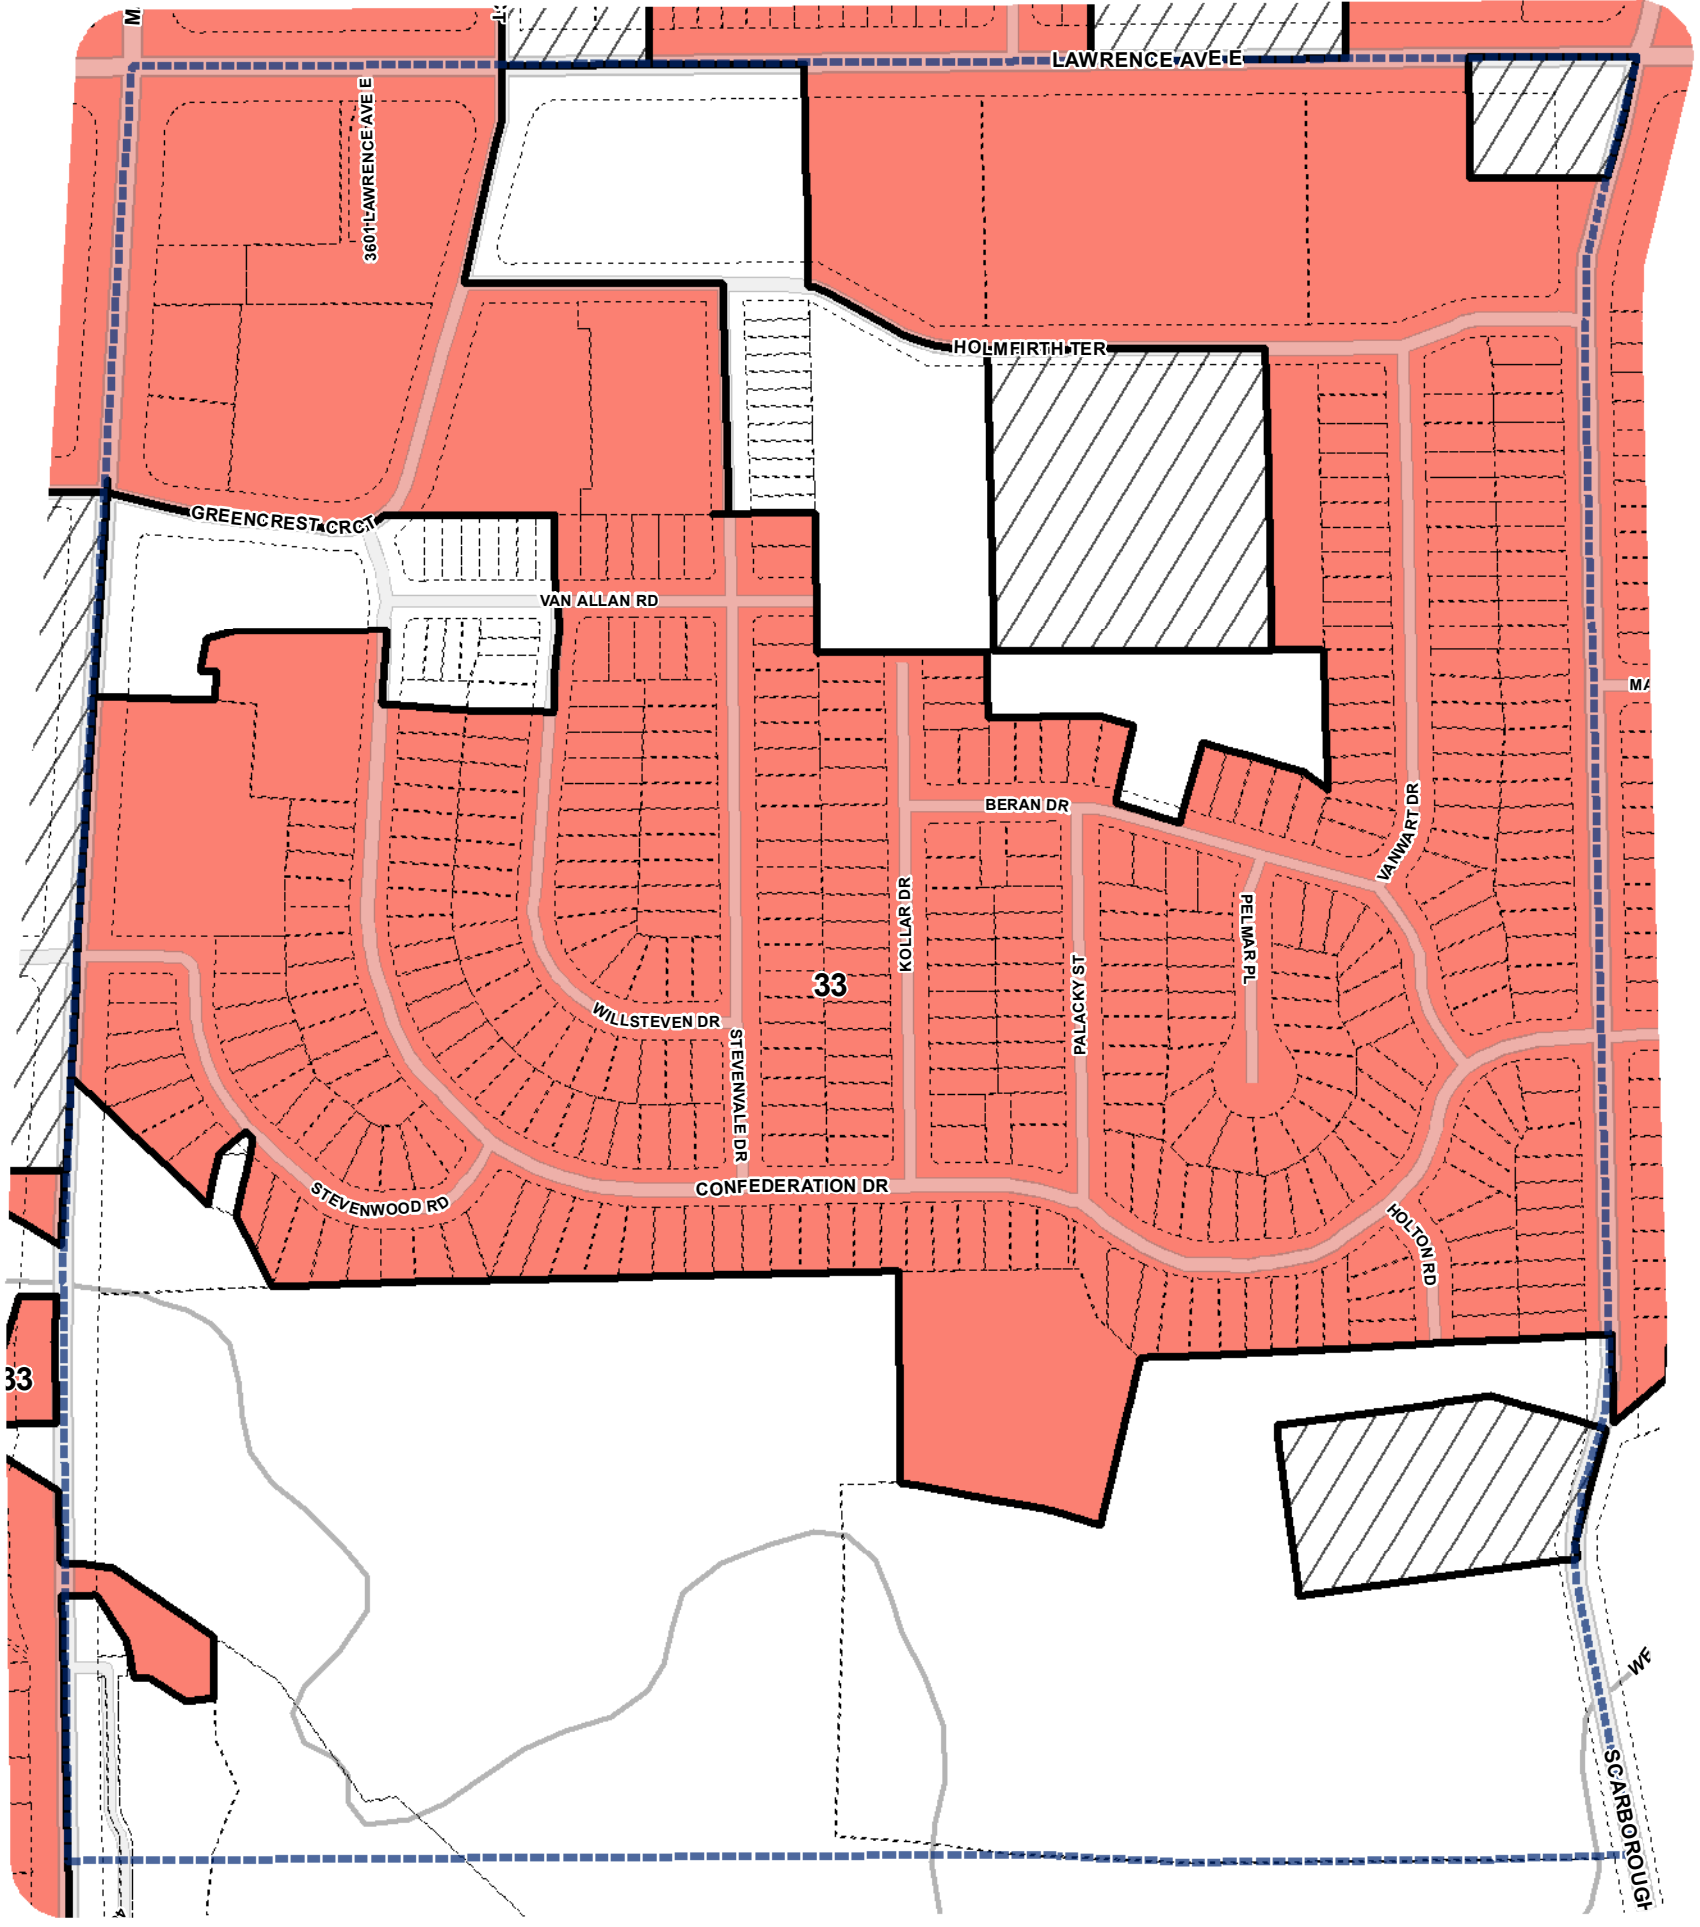 LAWRENCE AVE E
3601 LAWRENCE AVE E
HOLMFIRTH TER
GREENCREST CRCT
VAN ALLAN RD
BERAN DR
VANWART DR
KOLLAR DR
PELMAR PL
PALACKY ST
33
WILLSTEVEN DR
STEVENVALE DR
CONFEDERATION DR
STEVENWOOD RD
HOLTON RD
33
SCARBOROUGH